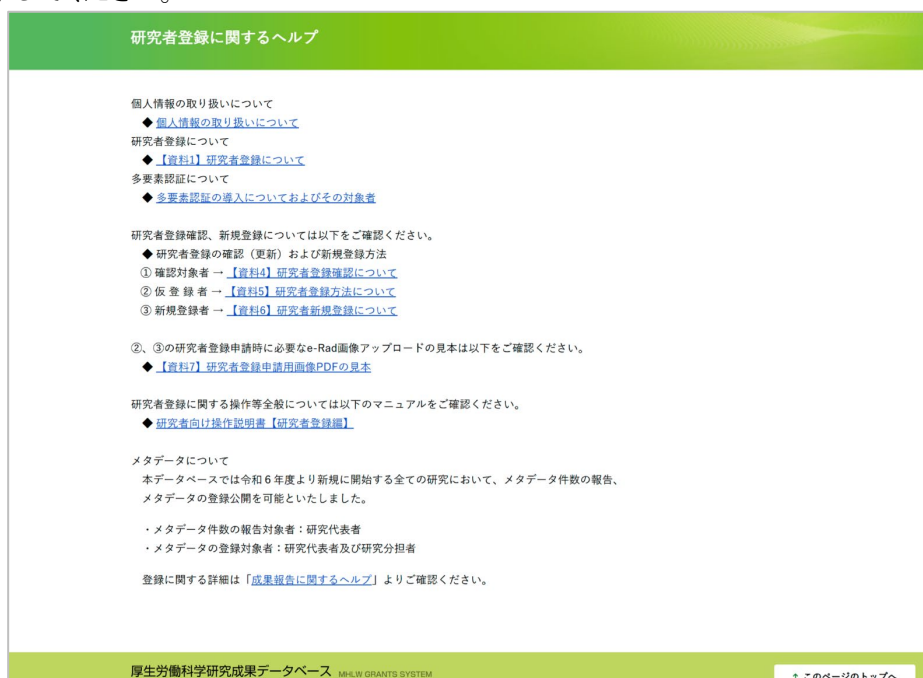 研究者登録に関するヘルプ
個人情報の取り扱いについて
◆ 個人情報の取り扱いについて
研究者登録について
◆ 【資料1】研究者登録について
多要素認証について
◆ 多要素認証の導入についておよびその対象者
研究者登録確認、新規登録については以下をご確認ください。
◆ 研究者登録の確認（更新）および新規登録方法
① 確認対象者 → 【資料4】研究者登録確認について
② 仮 登 録 者 → 【資料5】研究者登録方法について
③ 新規登録者 → 【資料6】研究者新規登録について
②、③の研究者登録申請時に必要なe-Rad画像アップロードの見本は以下をご確認ください。
◆ 【資料7】研究者登録申請用画像PDFの見本
研究者登録に関する操作等全般については以下のマニュアルをご確認ください。
◆ 研究者向け操作説明書【研究者登録編】
メタデータについて
本データベースでは令和６年度より新規に開始する全ての研究において、メタデータ件数の報告、
メタデータの登録公開を可能といたしました。
・メタデータ件数の報告対象者：研究代表者
・メタデータの登録対象者：研究代表者及び研究分担者
登録に関する詳細は「成果報告に関するヘルプ」よりご確認ください。
厚生労働科学研究成果データベース MHLW GRANTS SYSTEM
↑ このページのトップへ